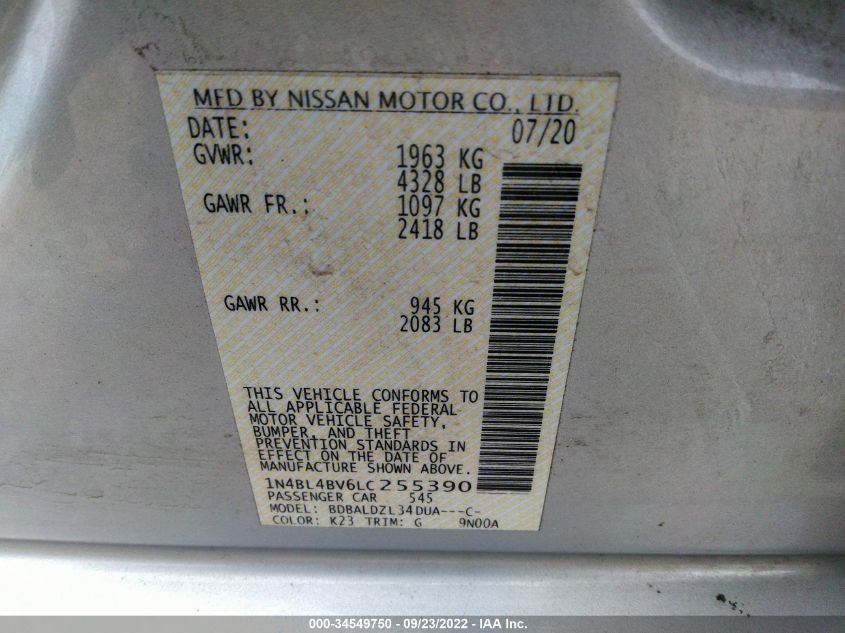 MFD BY NISSAN MOTOR CO., LTD.
DATE: 07/20
GVWR: 1963 KG
4328 LB
GAWR FR.: 1097 KG
2418 LB
GAWR RR.: 945 KG
2083 LB
THIS VEHICLE CONFORMS TO
ALL APPLICABLE FEDERAL
MOTOR VEHICLE SAFETY,
BUMPER, AND THEFT
PREVENTION STANDARDS IN
EFFECT ON THE DATE OF
MANUFACTURE SHOWN ABOVE.
1N4BL4BV6LC255390
PASSENGER CAR 545
MODEL: BDBALDZL34DUA---C-
COLOR: K23 TRIM: G 9N00A
000-34549750 - 09/23/2022 - IAA Inc.